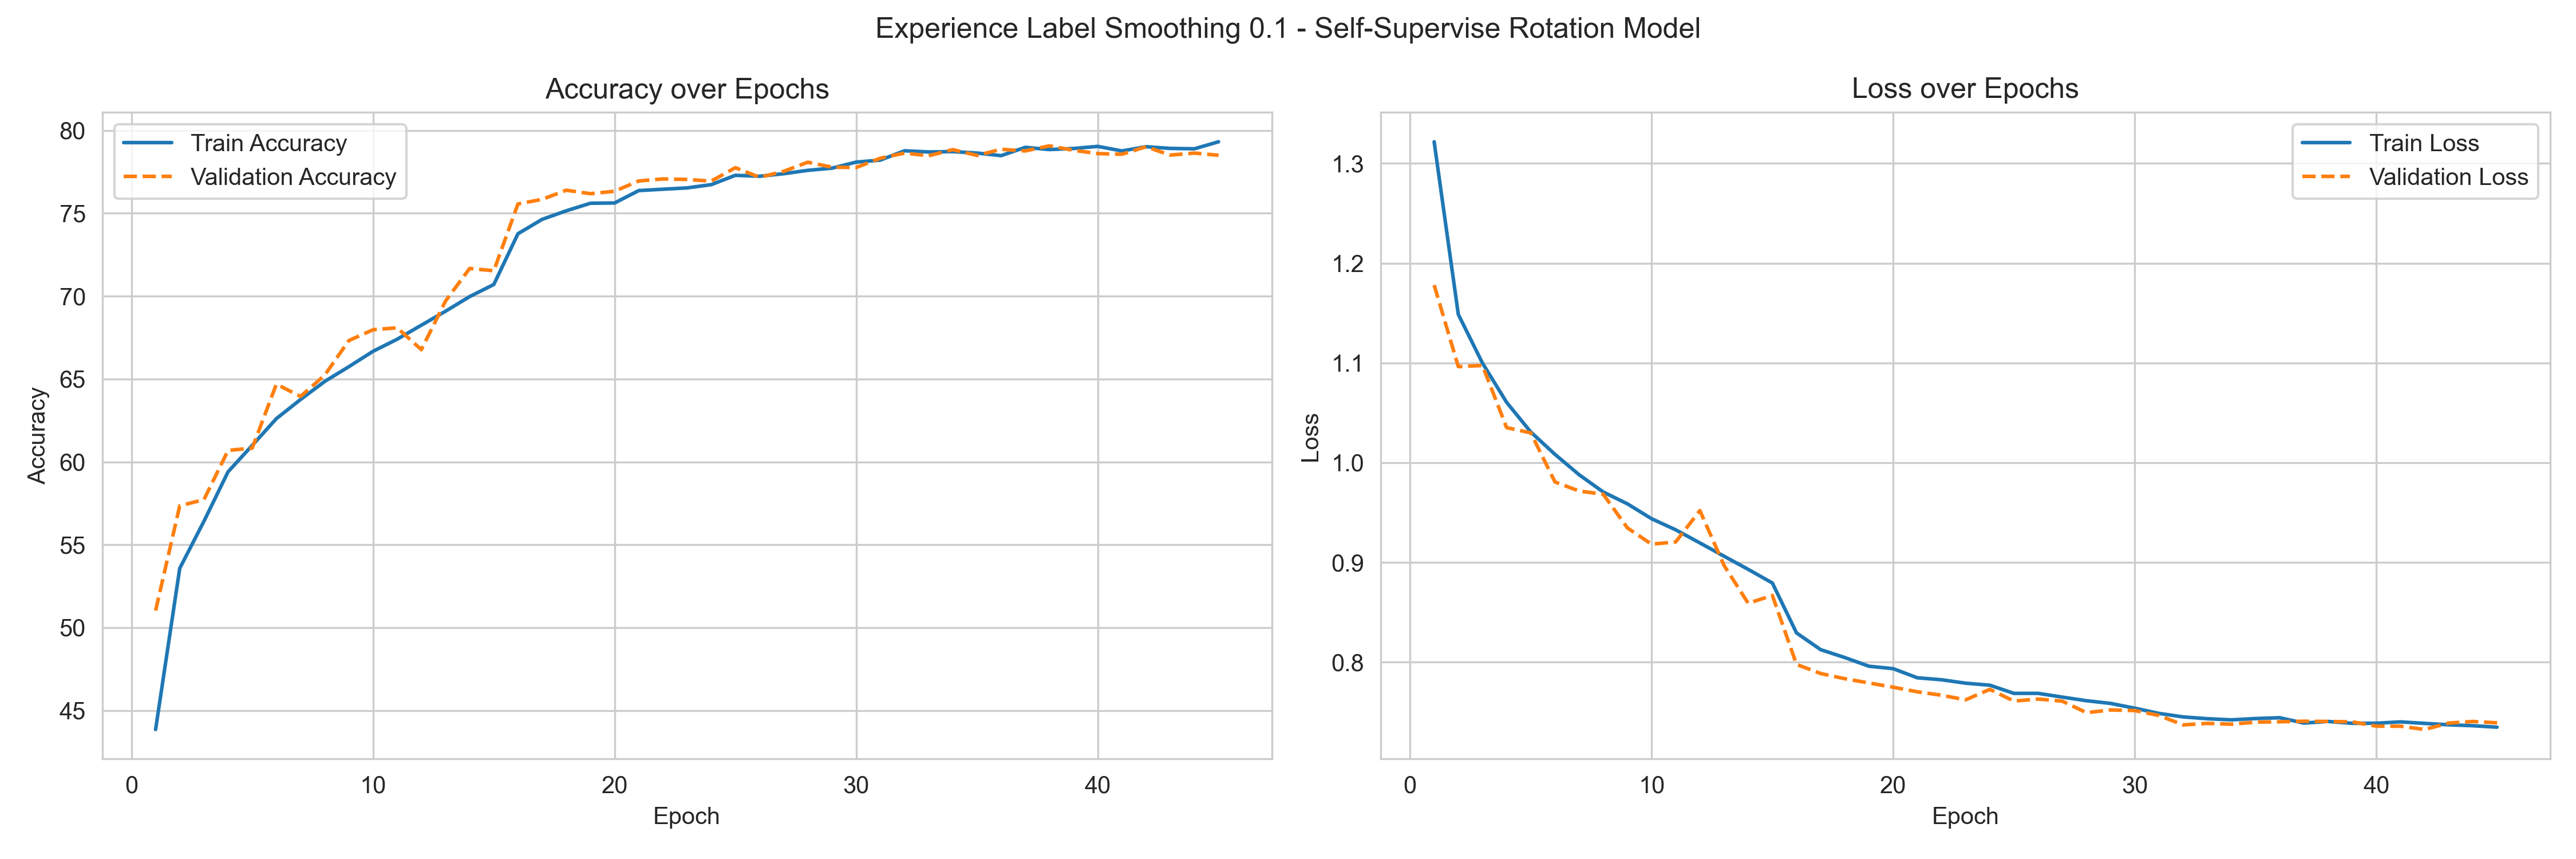 Experience Label Smoothing 0.1 - Self-Supervise Rotation Model
Accuracy over Epochs
Train Accuracy
Validation Accuracy
80
75
70
65
60
55
50
45
Accuracy
0 10 20 30 40
Epoch
Loss over Epochs
Train Loss
Validation Loss
1.3
1.2
1.1
1.0
0.9
0.8
Loss
0 10 20 30 40
Epoch